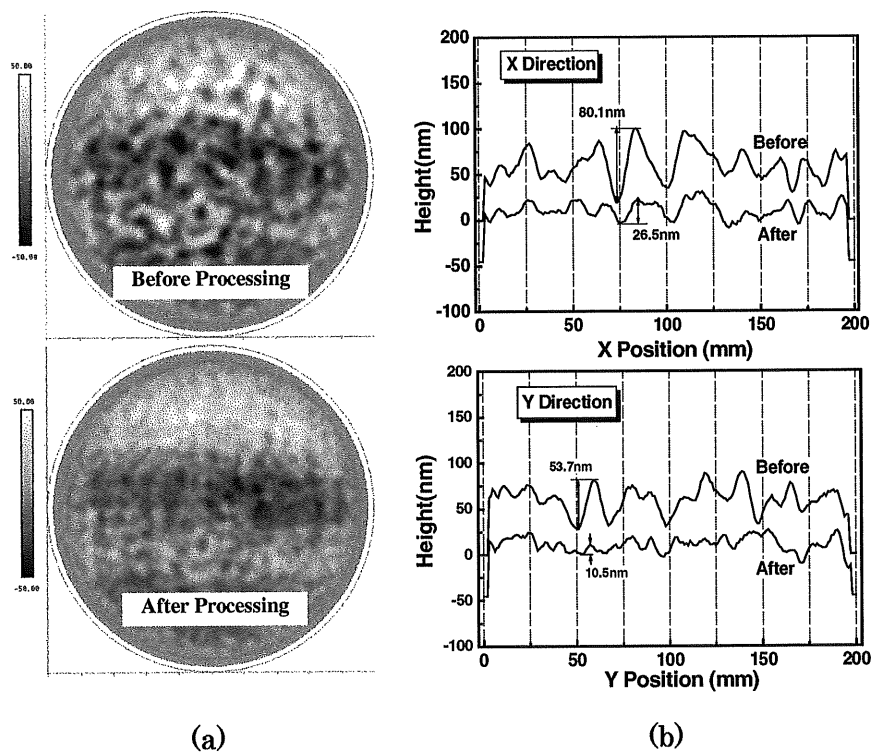 50.00
-50.00
Before Processing
50.00
-50.00
After Processing
(a)
X Direction
80.1nm
Before
26.5nm
After
Height(nm)
200
150
100
50
0
50
-100
0
50
100
150
200
X Position (mm)
Y Direction
53.7nm
Before
10.5nm
After
Height(nm)
200
150
100
50
0
50
-100
0
50
100
150
200
Y Position (mm)
(b)